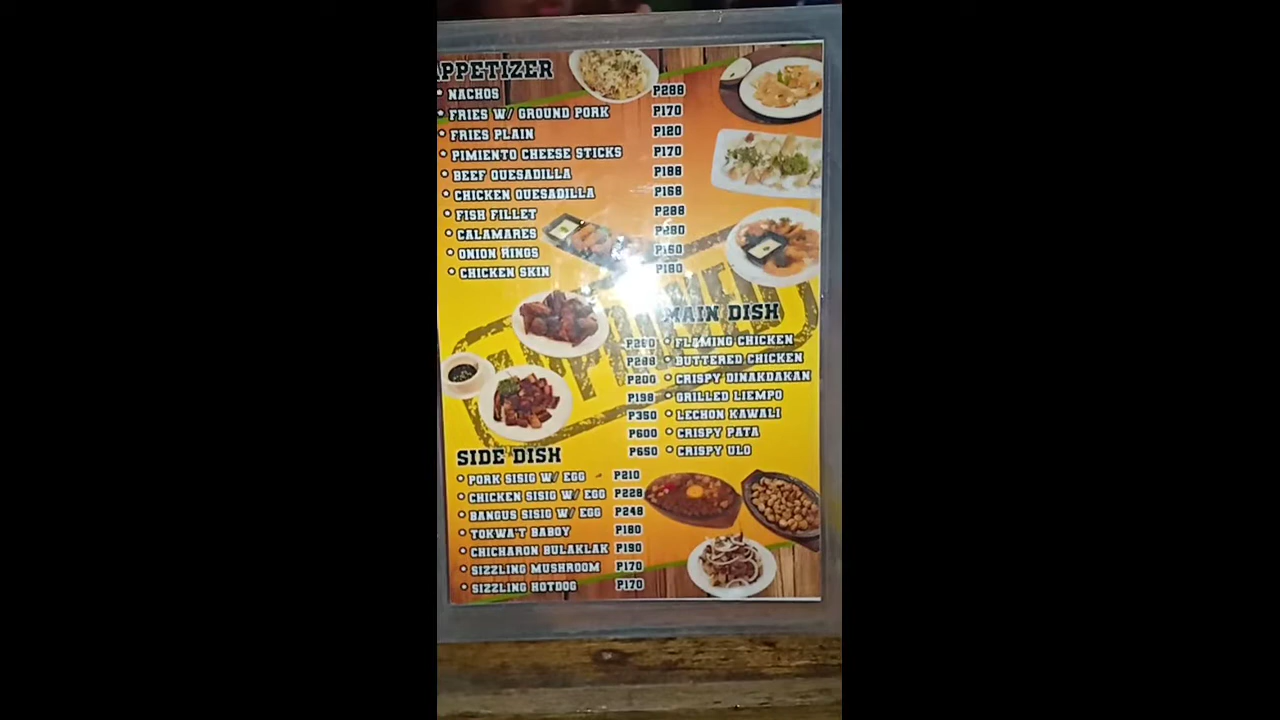 APPETIZER
NACHOS P288
FRIES W/ GROUND PORK P170
FRIES PLAIN P120
PIMIENTO CHEESE STICKS P170
BEEF QUESADILLA P188
CHICKEN QUESADILLA P168
FISH FILLET P288
CALAMARES P280
ONION RINGS P160
CHICKEN SKIN P180
MAIN DISH
P280 FLAMING CHICKEN
P288 BUTTERED CHICKEN
P200 CRISPY DINAKDAKAN
P198 GRILLED LIEMPO
P350 LECHON KAWALI
P600 CRISPY PATA
P650 CRISPY ULO
SIDE DISH
PORK SISIG W/ EGG P210
CHICKEN SISIG W/ EGG P228
BANGUS SISIG W/ EGG P248
TOKWA'T BABOY P180
CHICHARON BULAKLAK P190
SIZZLING MUSHROOM P170
SIZZLING HOTDOG P170